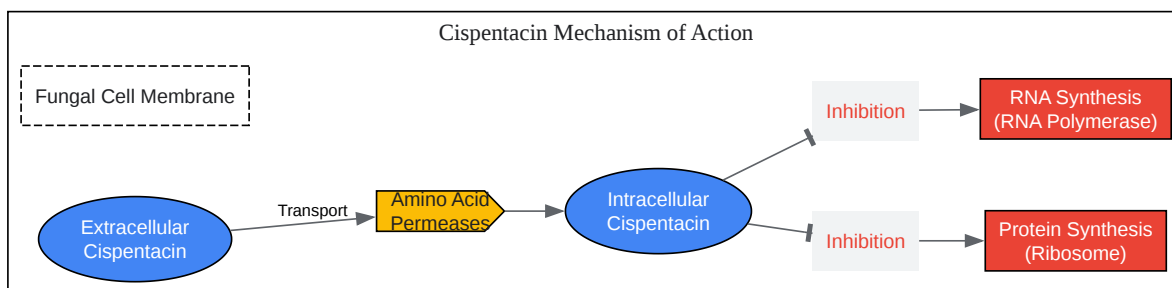 Cispentacin Mechanism of Action
Fungal Cell Membrane
Extracellular
Cispentacin
Transport
Amino Acid
Permeases
Intracellular
Cispentacin
Inhibition
RNA Synthesis
(RNA Polymerase)
Inhibition
Protein Synthesis
(Ribosome)